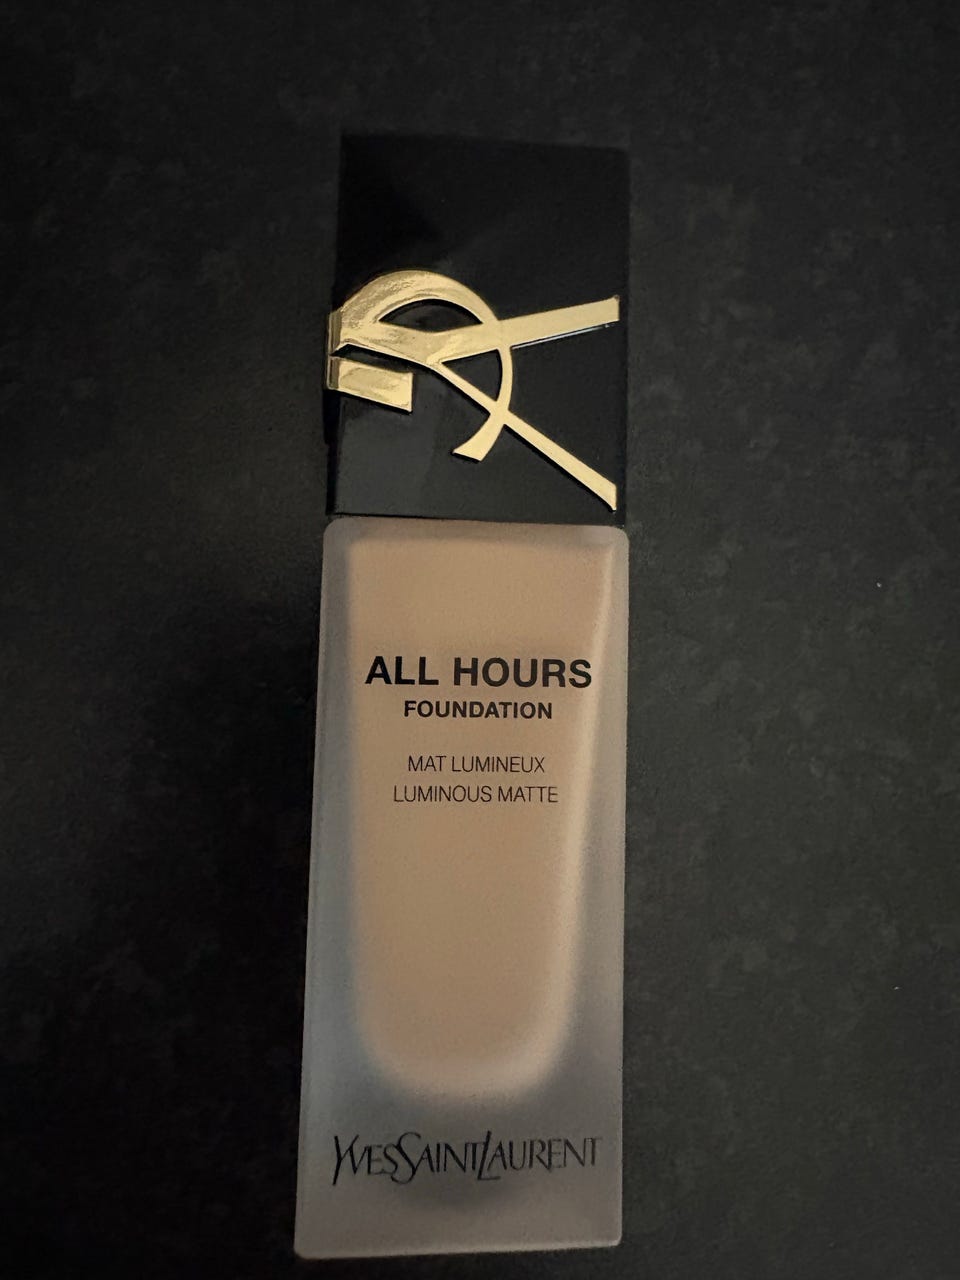 ALL HOURS
FOUNDATION
MAT LUMINEUX
LUMINOUS MATTE
YVESSAINTLAURENT